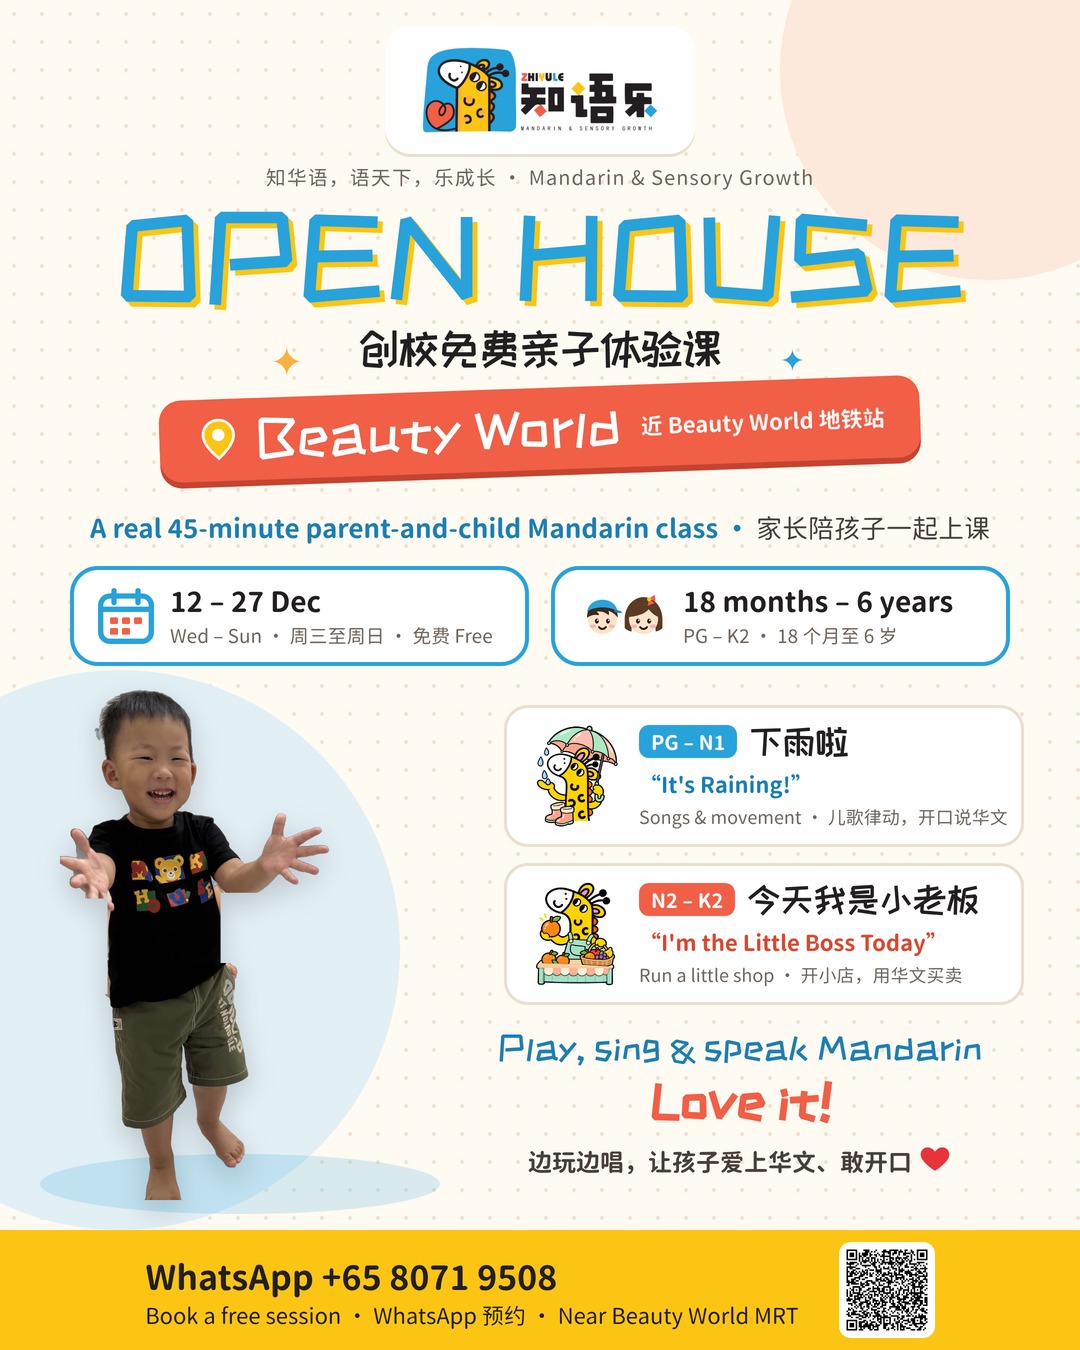 ZHIYULE
知语乐
MANDARIN & SENSORY GROWTH
知华语，语天下，乐成长 · Mandarin & Sensory Growth
OPEN HOUSE
创校免费亲子体验课
Beauty World 近 Beauty World 地铁站
A real 45-minute parent-and-child Mandarin class · 家长陪孩子一起上课
12 – 27 Dec
Wed – Sun · 周三至周日 · 免费 Free
18 months – 6 years
PG – K2 · 18 个月至 6 岁
PG – N1 下雨啦
“It's Raining!”
Songs & movement · 儿歌律动，开口说华文
N2 – K2 今天我是小老板
“I'm the Little Boss Today”
Run a little shop · 开小店，用华文买卖
Play, sing & speak Mandarin
Love it!
边玩边唱，让孩子爱上华文、敢开口
WhatsApp +65 8071 9508
Book a free session · WhatsApp 预约 · Near Beauty World MRT